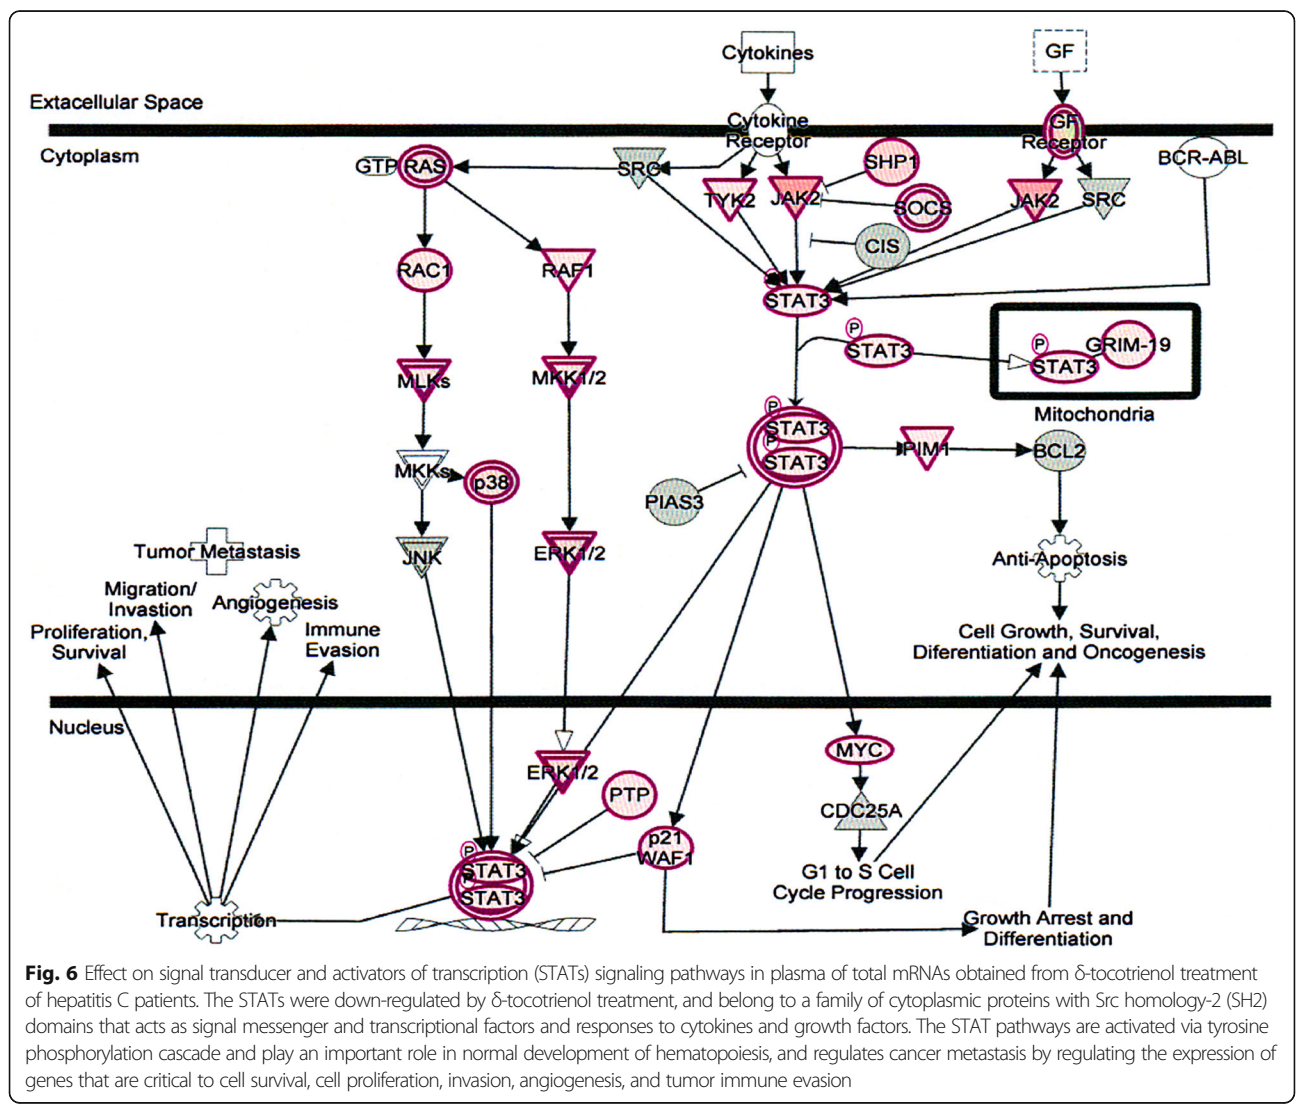 Cytokines
GF
Extacellular Space
Cytokine
Receptor
GF
Receptor
Cytoplasm
GTP
RAS
SRC
SHP1
BCR-ABL
TYK2
JAK2
SOCS
JAK2
SRC
CIS
RAC1
RAF1
P
STAT3
P
STAT3
P
STAT3
GRIM-19
Mitochondria
MLKs
MKK1/2
P
STAT3
P
STAT3
PIM1
BCL2
MKKs
p38
PIAS3
JNK
ERK1/2
Anti-Apoptosis
Tumor Metastasis
Migration/
Invastion
Angiogenesis
Proliferation,
Survival
Immune
Evasion
Cell Growth, Survival,
Diferentiation and Oncogenesis
Nucleus
MYC
ERK1/2
PTP
CDC25A
p21
WAF1
P
STAT3
P
STAT3
G1 to S Cell
Cycle Progression
Transcription
Growth Arrest and
Differentiation
Fig. 6 Effect on signal transducer and activators of transcription (STATs) signaling pathways in plasma of total mRNAs obtained from δ-tocotrienol treatment
of hepatitis C patients. The STATs were down-regulated by δ-tocotrienol treatment, and belong to a family of cytoplasmic proteins with Src homology-2 (SH2)
domains that acts as signal messenger and transcriptional factors and responses to cytokines and growth factors. The STAT pathways are activated via tyrosine
phosphorylation cascade and play an important role in normal development of hematopoiesis, and regulates cancer metastasis by regulating the expression of
genes that are critical to cell survival, cell proliferation, invasion, angiogenesis, and tumor immune evasion